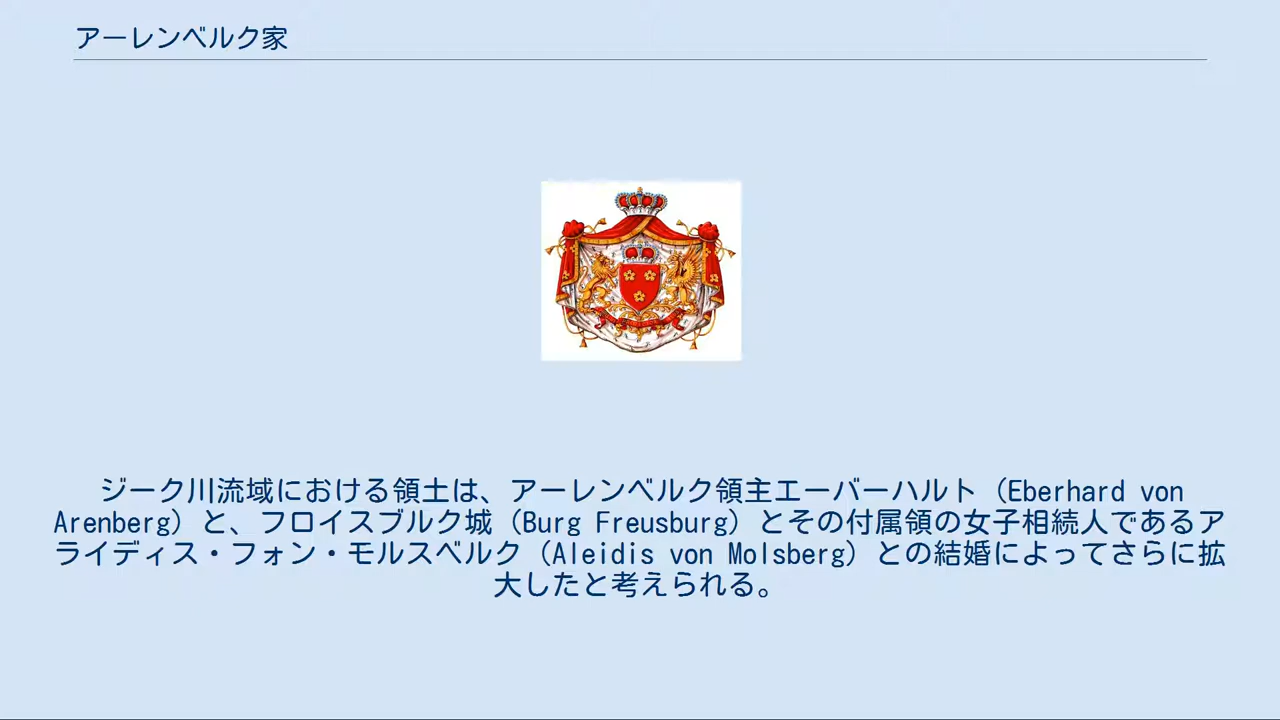 アーレンベルク家
ジーク川流域における領土は、アーレンベルク領主エーバーハルト（Eberhard von
Arenberg）と、フロイスブルク城（Burg Freusburg）とその付属領の女子相続人であるア
ライディス・フォン・モルスベルク（Aleidis von Molsberg）との結婚によってさらに拡
大したと考えられる。